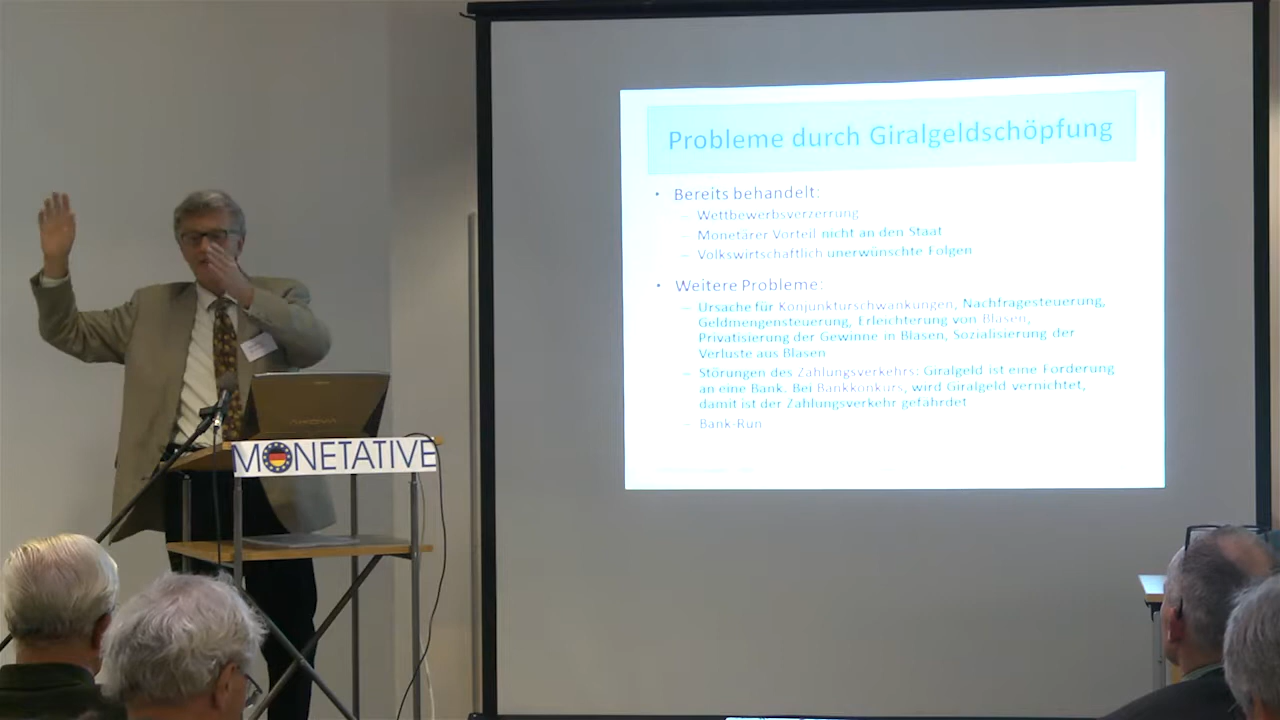 Probleme durch Giralgeldschöpfung
• Bereits behandelt:
– Wettbewerbsverzerrung
– Monetärer Vorteil nicht an den Staat
– Volkswirtschaftlich unerwünschte Folgen
• Weitere Probleme:
– Ursache für Konjunkturschwankungen, Nachfragesteuerung,
Geldmengensteuerung, Erleichterung von Blasen,
Privatisierung der Gewinne in Blasen, Sozialisierung der
Verluste aus Blasen
– Störungen des Zahlungsverkehrs: Giralgeld ist eine Forderung
an eine Bank. Bei Bankkonkurs, wird Giralgeld vernichtet,
damit ist der Zahlungsverkehr gefährdet
– Bank-Run
MONETATIVE